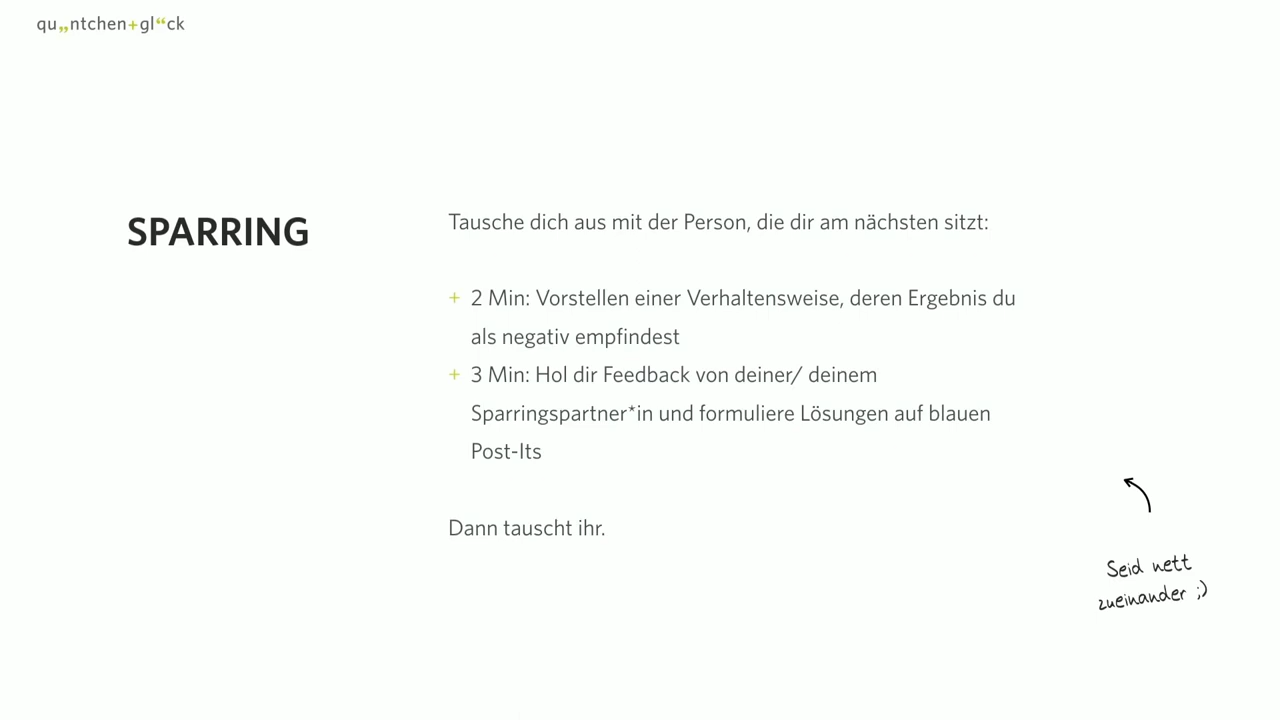 qu„ntchen+gl“ck
SPARRING
Tausche dich aus mit der Person, die dir am nächsten sitzt:
+ 2 Min: Vorstellen einer Verhaltensweise, deren Ergebnis du
als negativ empfindest
+ 3 Min: Hol dir Feedback von deiner/ deinem
Sparringspartner*in und formuliere Lösungen auf blauen
Post-Its
Dann tauscht ihr.
Seid nett
zueinander ;)